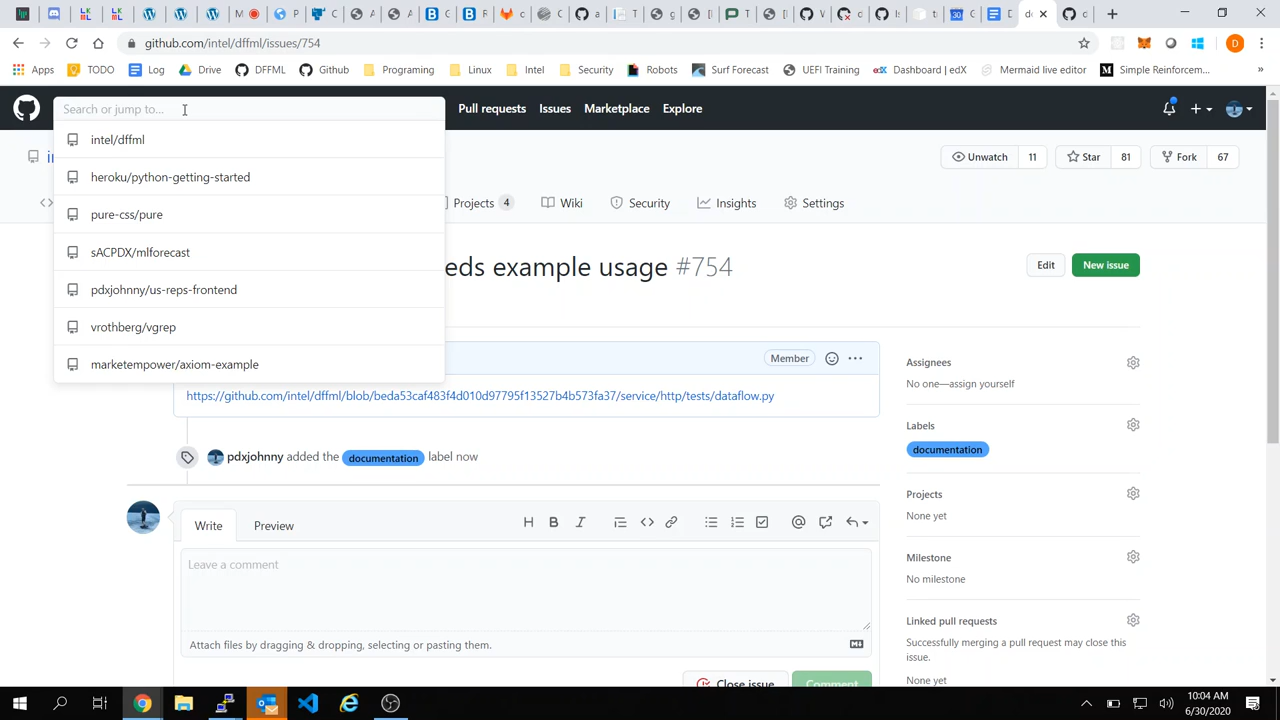 github.com/intel/dffml/issues/754
Apps
TODO
Log
Drive
DFFML
Github
Programing
Linux
Intel
Security
Robots
Surf Forecast
UEFI Training
Dashboard | edX
Mermaid live editor
Simple Reinforcem...
»
Search or jump to...
Pull requests
Issues
Marketplace
Explore
intel/dffml
heroku/python-getting-started
pure-css/pure
sACPDX/mlforecast
pdxjohnny/us-reps-frontend
vrothberg/vgrep
marketempower/axiom-example
Unwatch 11
Star 81
Fork 67
Projects 4
Wiki
Security
Insights
Settings
eds example usage #754
Edit
New issue
Member
https://github.com/intel/dffml/blob/beda53caf483f4d010d97795f13527b4b573fa37/service/http/tests/dataflow.py
pdxjohnny added the documentation label now
Write
Preview
Leave a comment
Attach files by dragging & dropping, selecting or pasting them.
Close issue
Comment
Assignees
No one—assign yourself
Labels
documentation
Projects
None yet
Milestone
No milestone
Linked pull requests
Successfully merging a pull request may close this
issue.
None yet
10:04 AM
6/30/2020